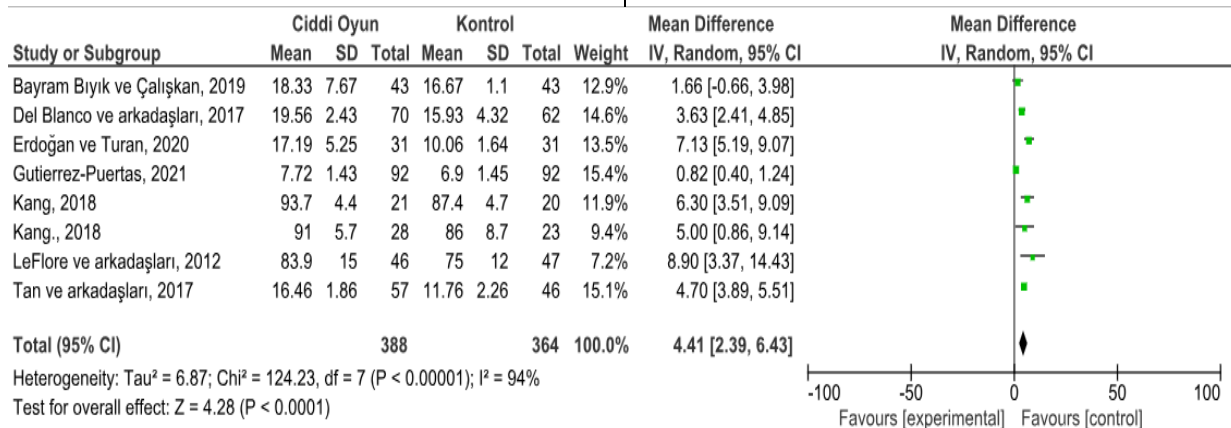 Ciddi Oyun Kontrol Mean Difference Mean Difference
Study or Subgroup Mean SD Total Mean SD Total Weight IV, Random, 95% CI IV, Random, 95% CI
Bayram Bıyık ve Çalışkan, 2019 18.33 7.67 43 16.67 1.1 43 12.9% 1.66 [-0.66, 3.98]
Del Blanco ve arkadaşları, 2017 19.56 2.43 70 15.93 4.32 62 14.6% 3.63 [2.41, 4.85]
Erdoğan ve Turan, 2020 17.19 5.25 31 10.06 1.64 31 13.5% 7.13 [5.19, 9.07]
Gutierrez-Puertas, 2021 7.72 1.43 92 6.9 1.45 92 15.4% 0.82 [0.40, 1.24]
Kang, 2018 93.7 4.4 21 87.4 4.7 20 11.9% 6.30 [3.51, 9.09]
Kang., 2018 91 5.7 28 86 8.7 23 9.4% 5.00 [0.86, 9.14]
LeFlore ve arkadaşları, 2012 83.9 15 46 75 12 47 7.2% 8.90 [3.37, 14.43]
Tan ve arkadaşları, 2017 16.46 1.86 57 11.76 2.26 46 15.1% 4.70 [3.89, 5.51]
Total (95% CI) 388 364 100.0% 4.41 [2.39, 6.43]
Heterogeneity: Tau² = 6.87; Chi² = 124.23, df = 7 (P < 0.00001); I² = 94%
Test for overall effect: Z = 4.28 (P < 0.0001)
-100 -50 0 50 100
Favours [experimental] Favours [control]